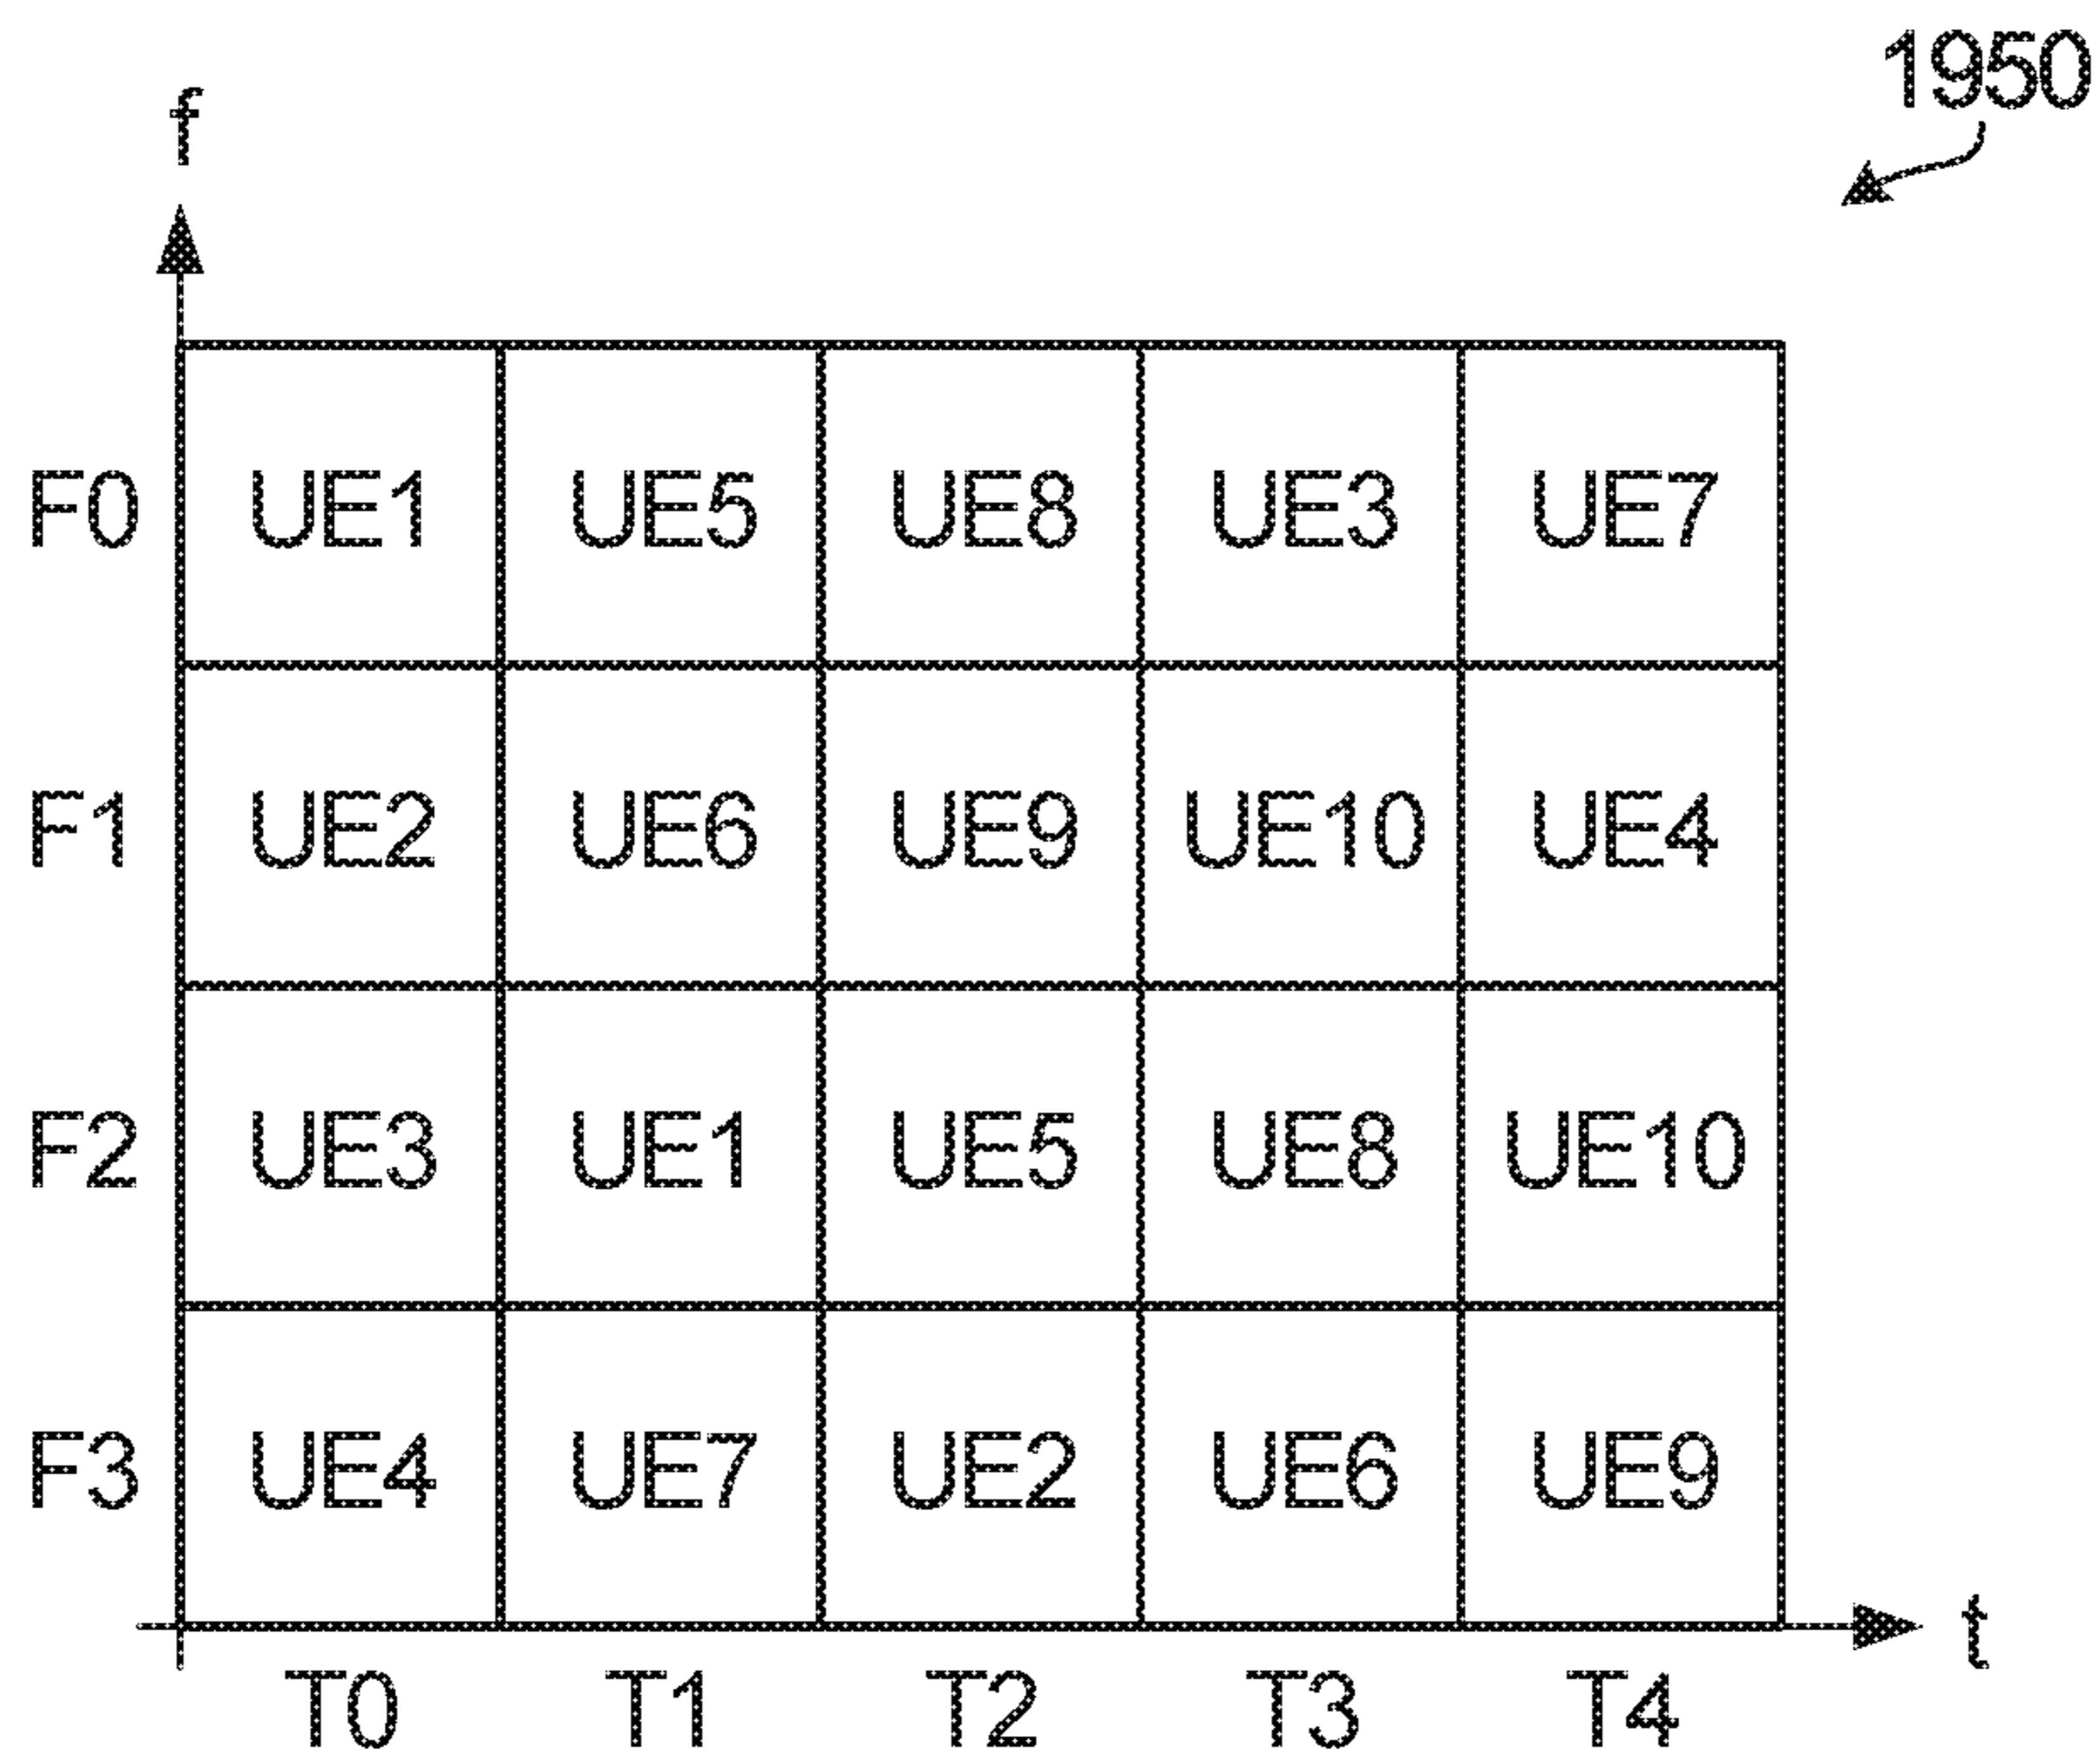 1950
f
F0 UE1 UE5 UE8 UE3 UE7
F1 UE2 UE6 UE9 UE10 UE4
F2 UE3 UE1 UE5 UE8 UE10
F3 UE4 UE7 UE2 UE6 UE9
t
T0 T1 T2 T3 T4